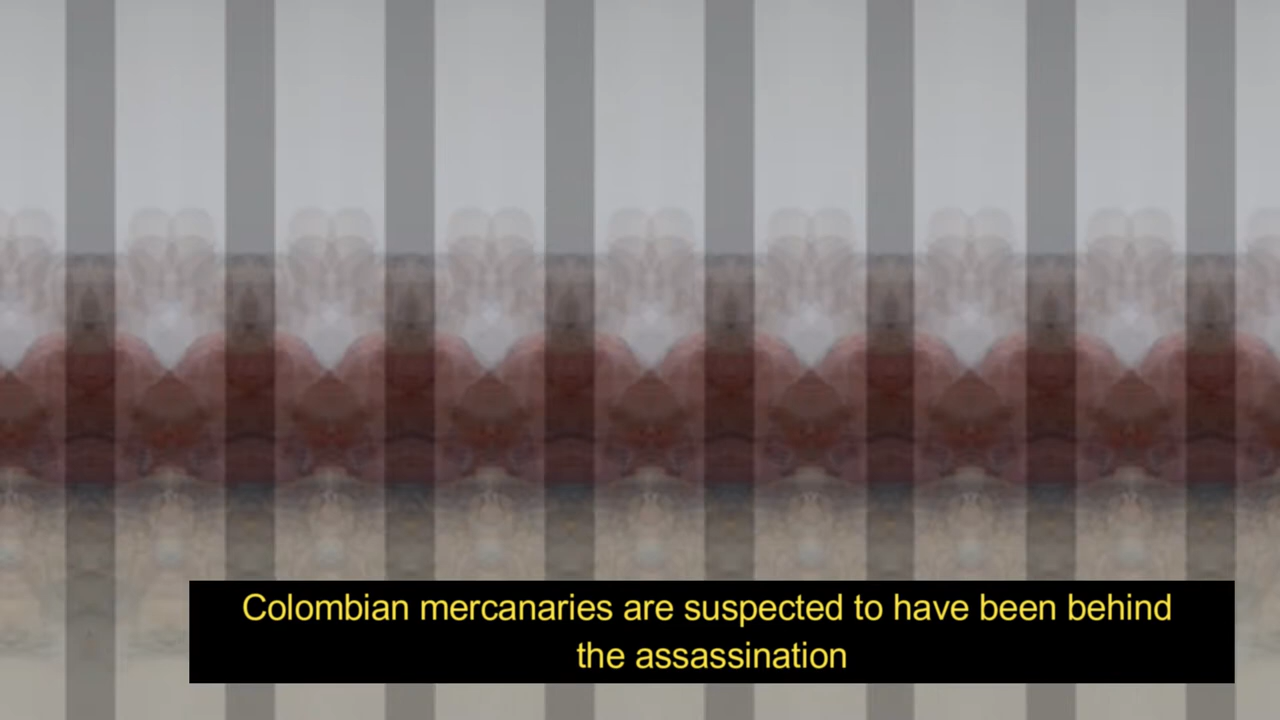 Colombian mercanaries are suspected to have been behind
the assassination